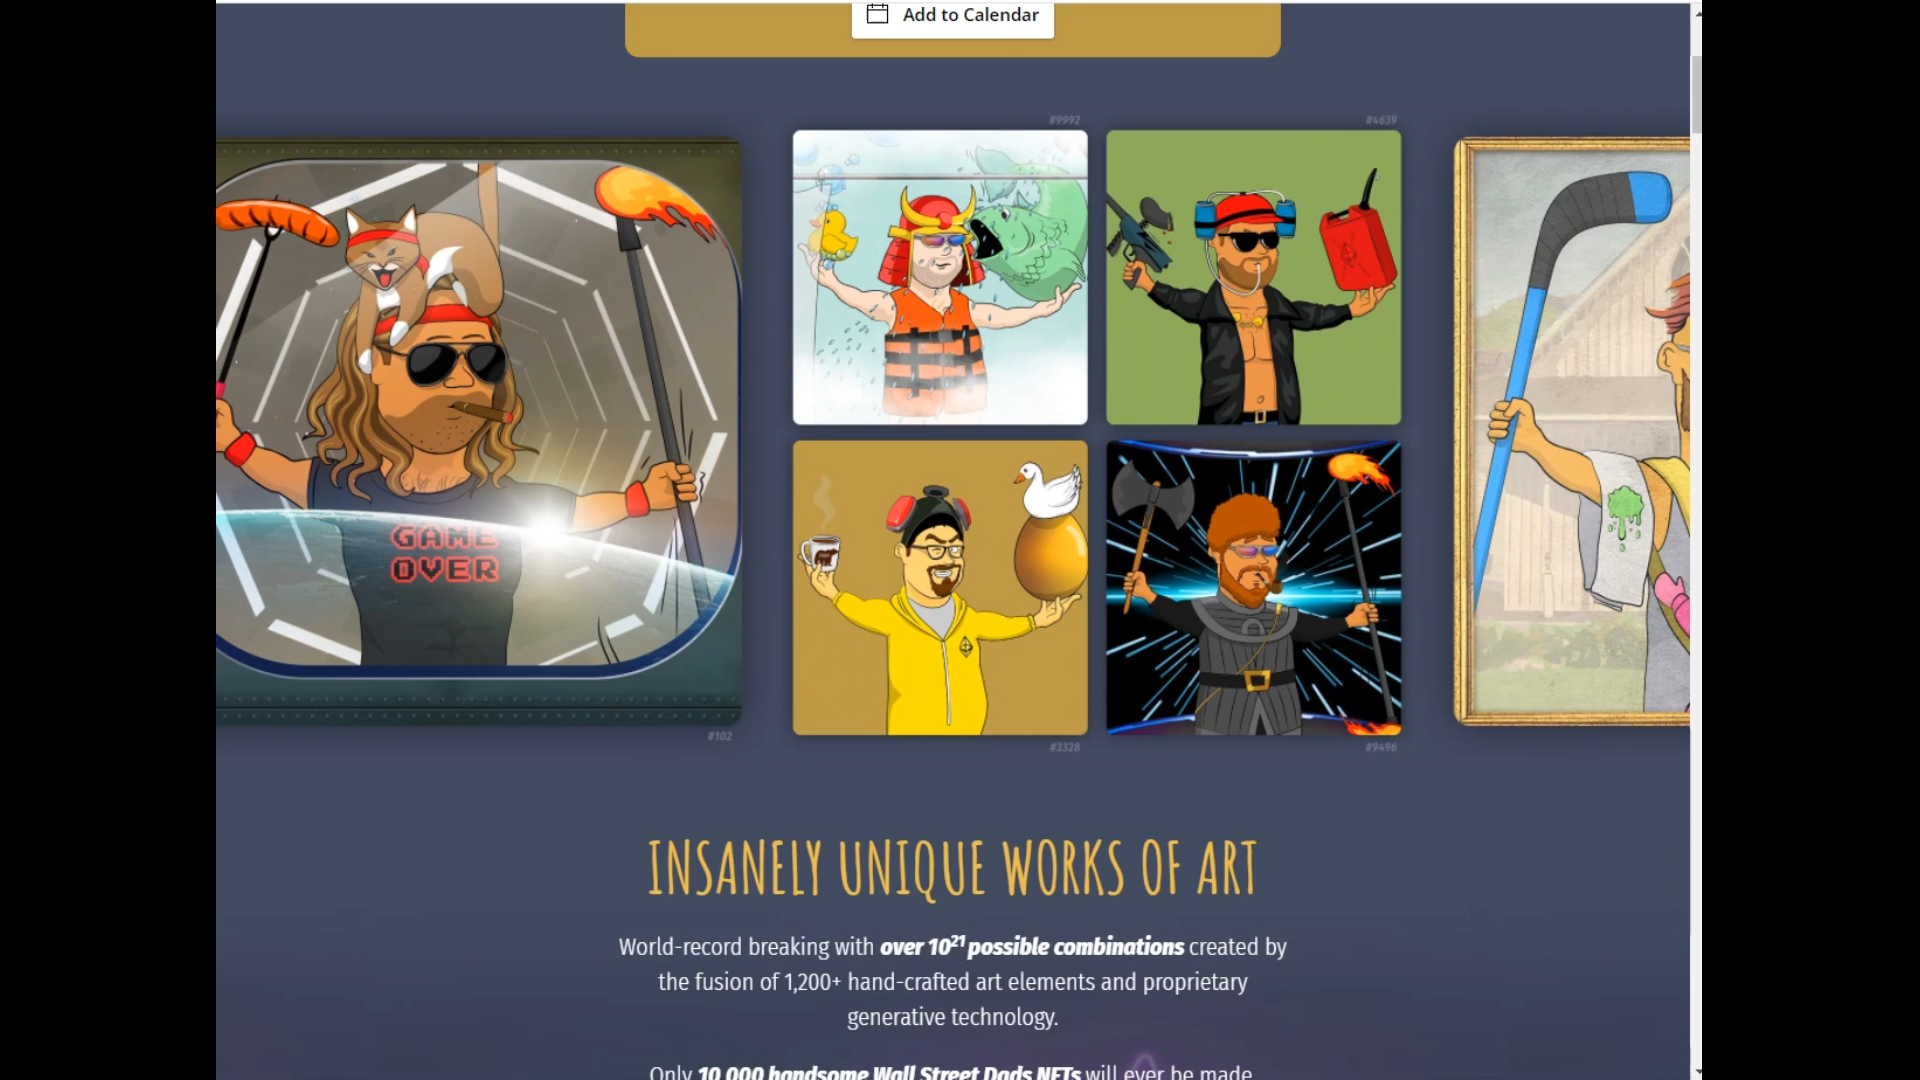 Add to Calendar
#9992
#4639
GAME
OVER
#102
#3328
#9496
INSANELY UNIQUE WORKS OF ART
World-record breaking with over 10²¹ possible combinations created by
the fusion of 1,200+ hand-crafted art elements and proprietary
generative technology.
Only 10,000 handsome Wall Street Dads NFTs will ever be made